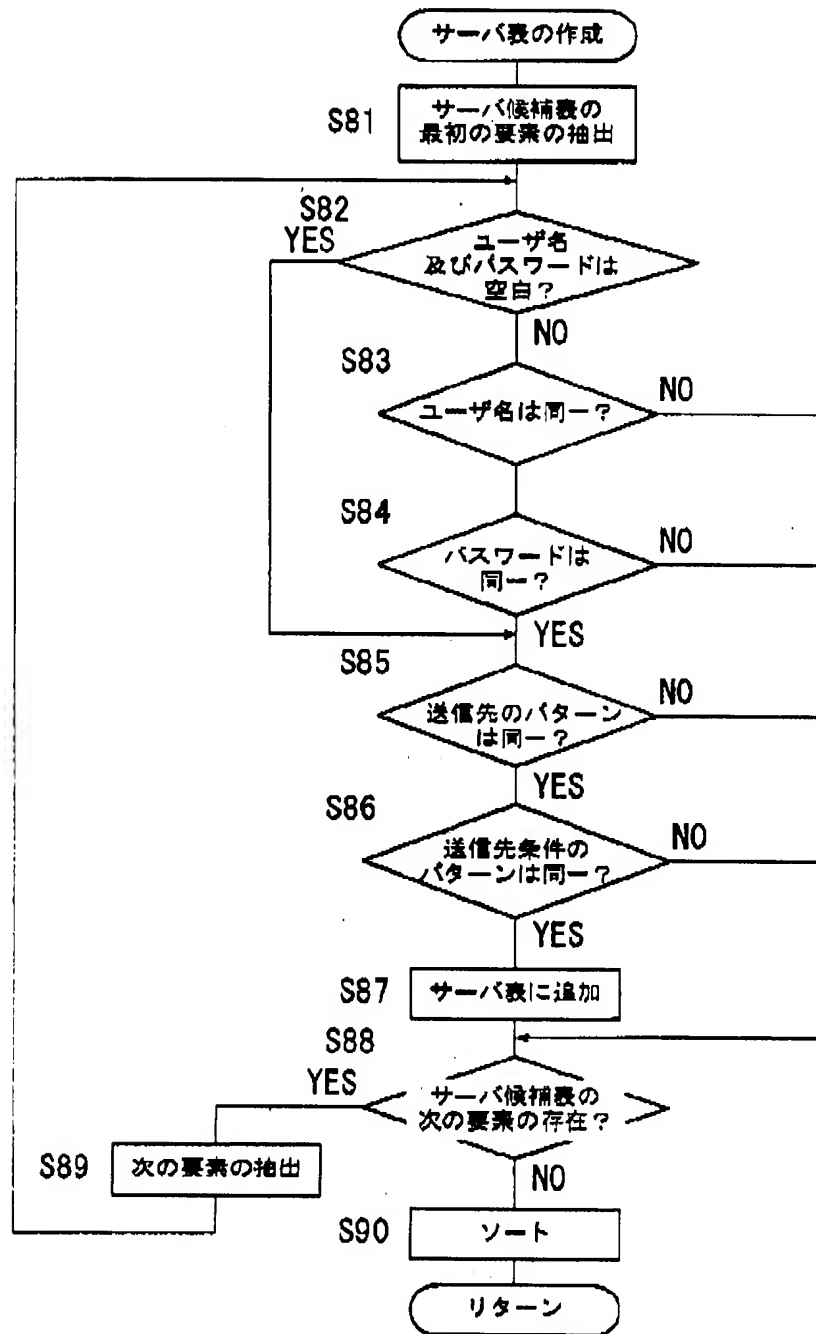 サーバ表の作成
S81
サーバ候補表の
最初の要素の抽出
S82
YES
ユーザ名
及びパスワードは
空白?
NO
S83
ユーザ名は同一?
NO
S84
パスワードは
同一?
NO
YES
S85
送信先のパターン
は同一?
NO
YES
S86
送信先条件の
パターンは同一?
NO
YES
S87
サーバ表に追加
S88
YES
サーバ候補表の
次の要素の存在?
S89
次の要素の抽出
NO
S90
ソート
リターン